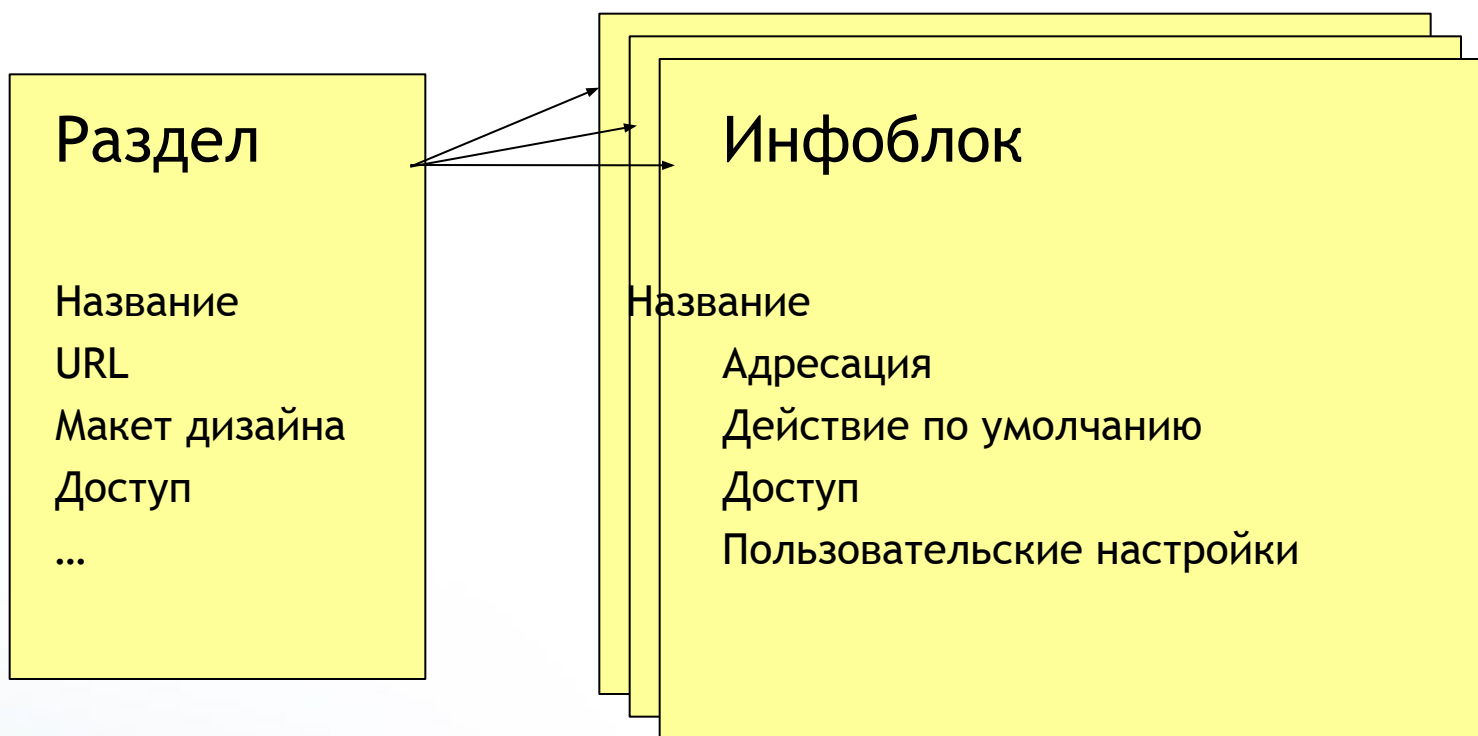 Раздел
Название
URL
Макет дизайна
Доступ
…
Инфоблок
Название
Адресация
Действие по умолчанию
Доступ
Пользовательские настройки